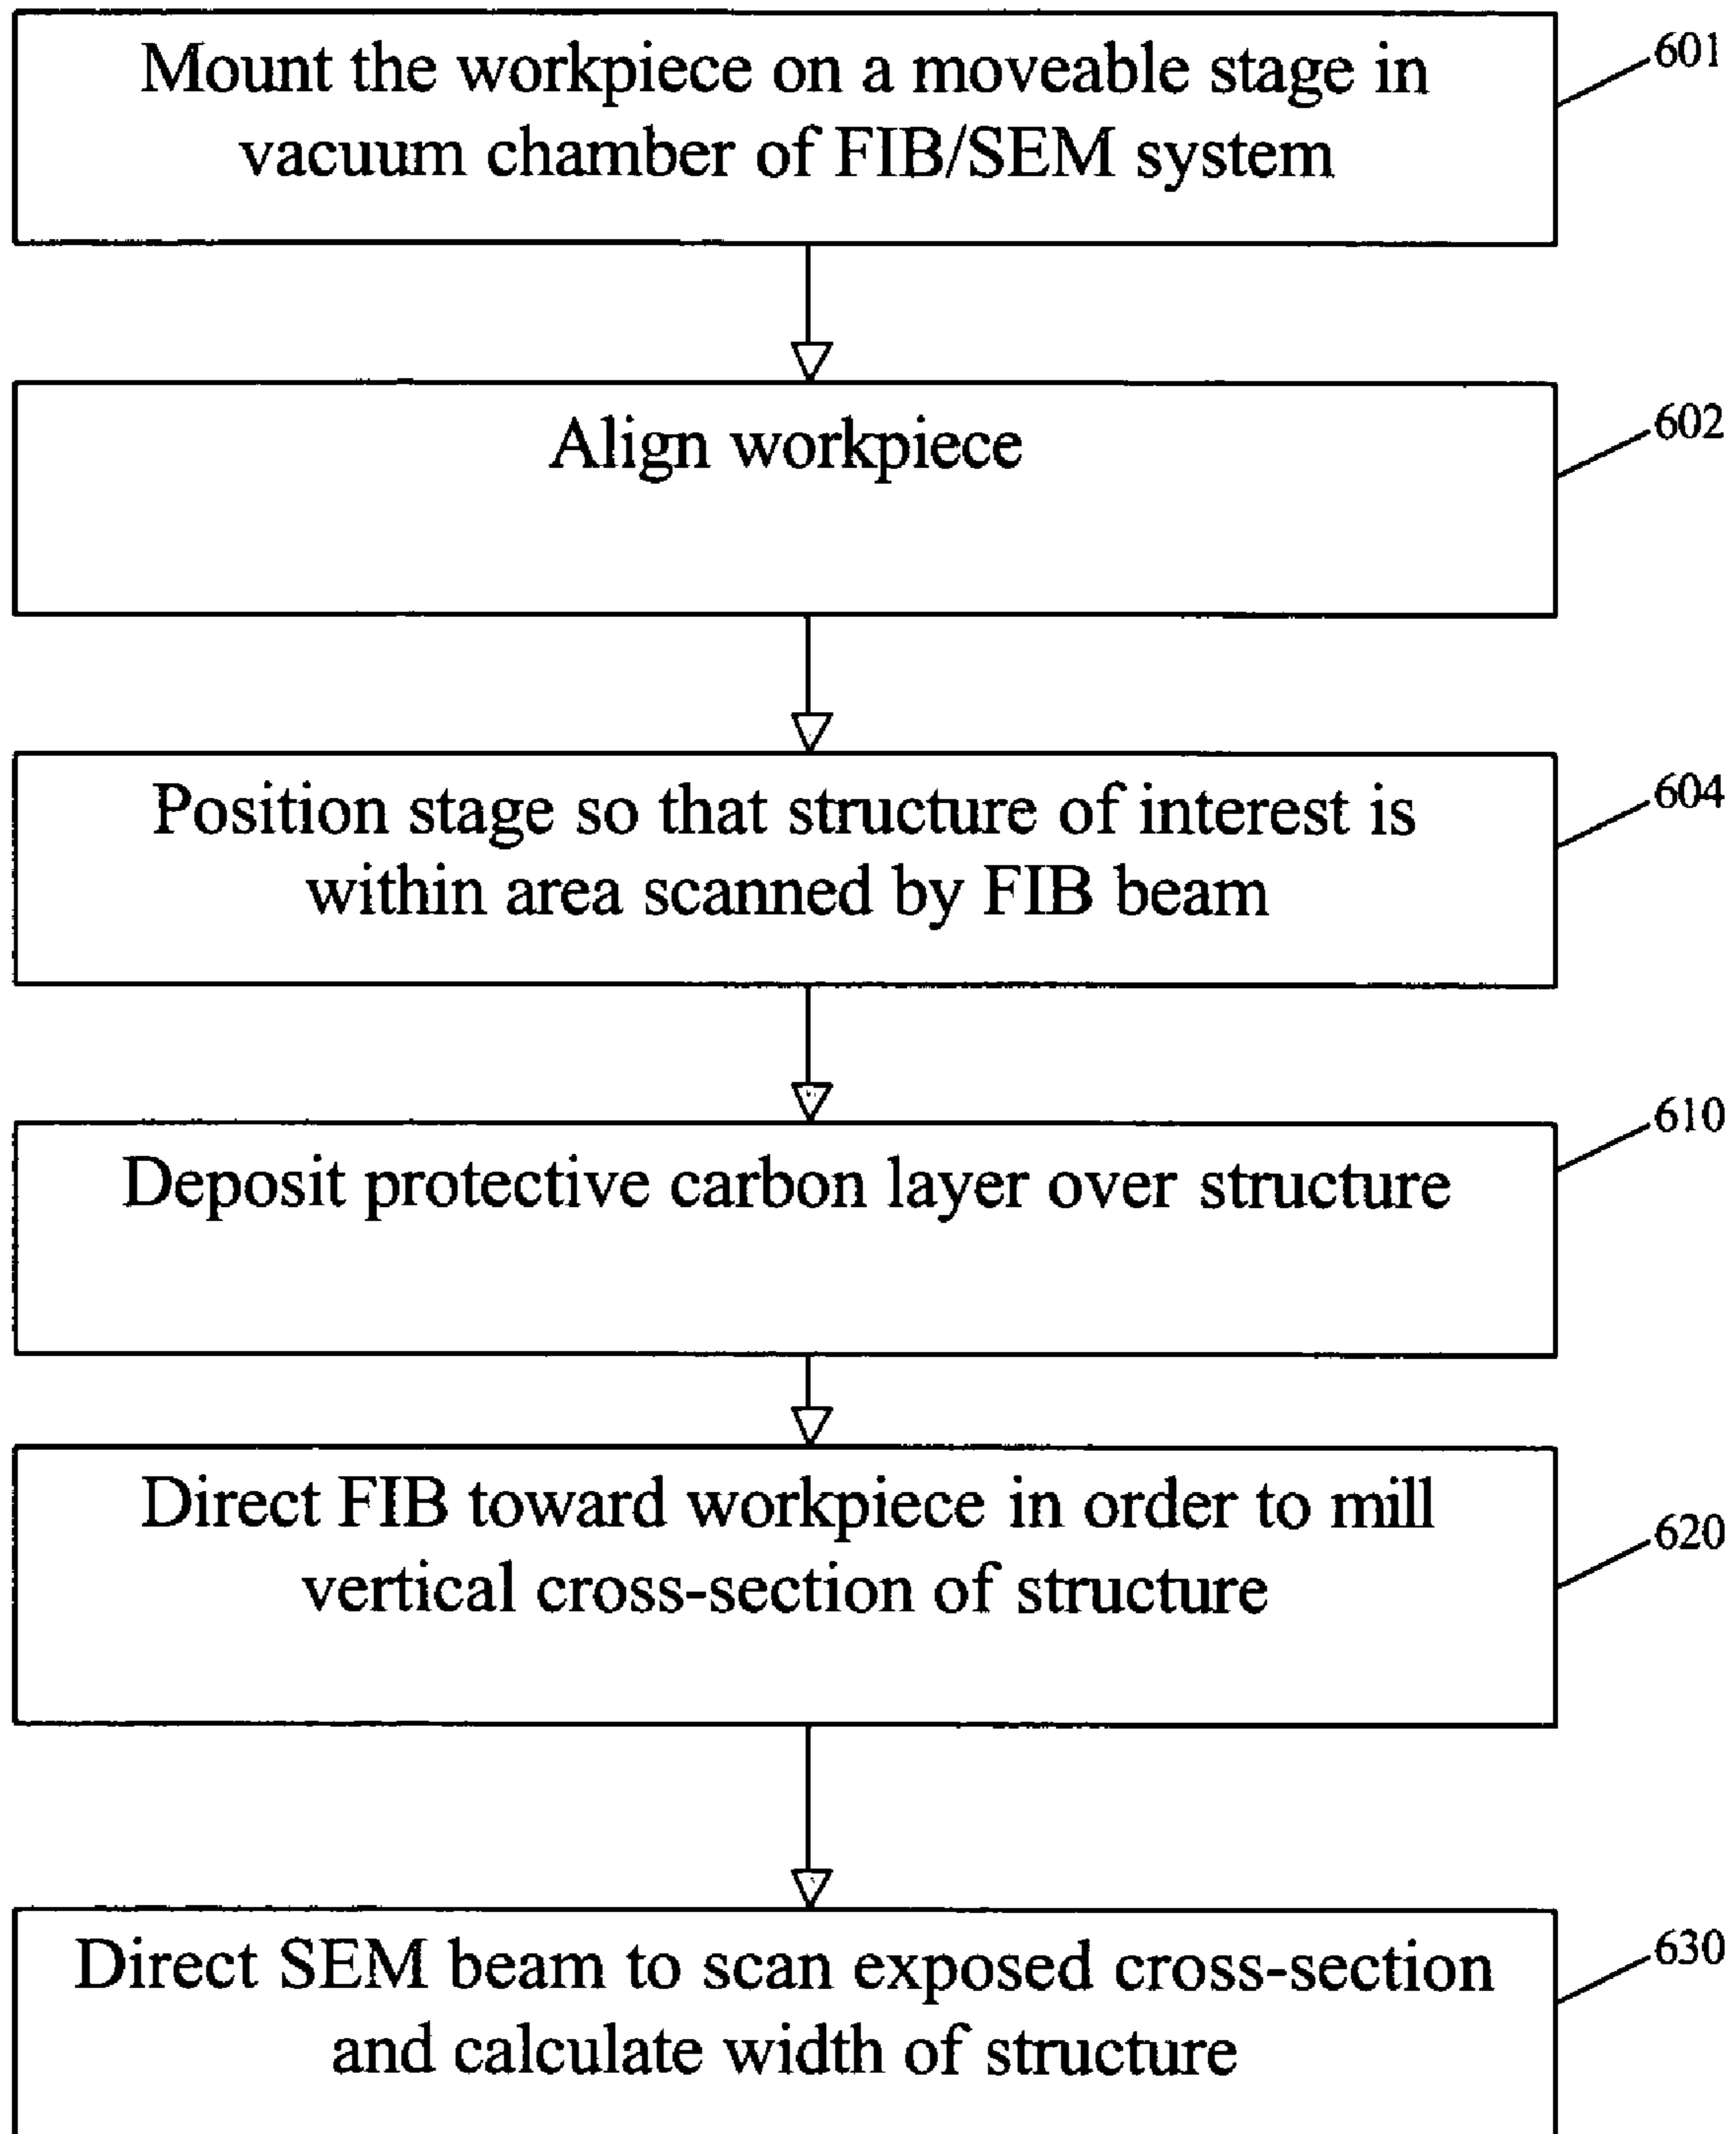 Mount the workpiece on a moveable stage in
vacuum chamber of FIB/SEM system
601
Align workpiece
602
Position stage so that structure of interest is
within area scanned by FIB beam
604
Deposit protective carbon layer over structure
610
Direct FIB toward workpiece in order to mill
vertical cross-section of structure
620
Direct SEM beam to scan exposed cross-section
and calculate width of structure
630